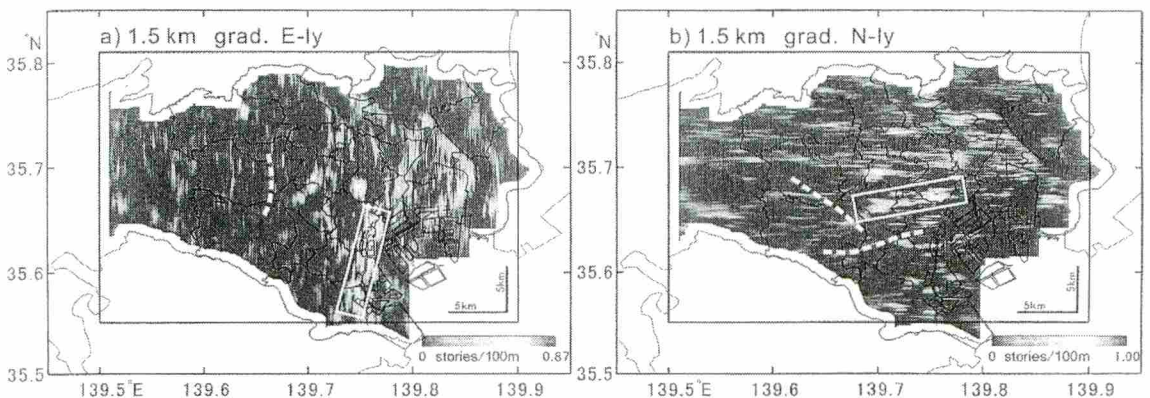 a) 1.5 km grad. E-ly
°N
35.8
35.7
35.6
35.5
5km
5km
0 stories/100m 0.87
139.5°E 139.6 139.7 139.8 139.9
b) 1.5 km grad. N-ly
°N
35.8
35.7
35.6
35.5
5km
5km
0 stories/100m 1.00
139.5°E 139.6 139.7 139.8 139.9